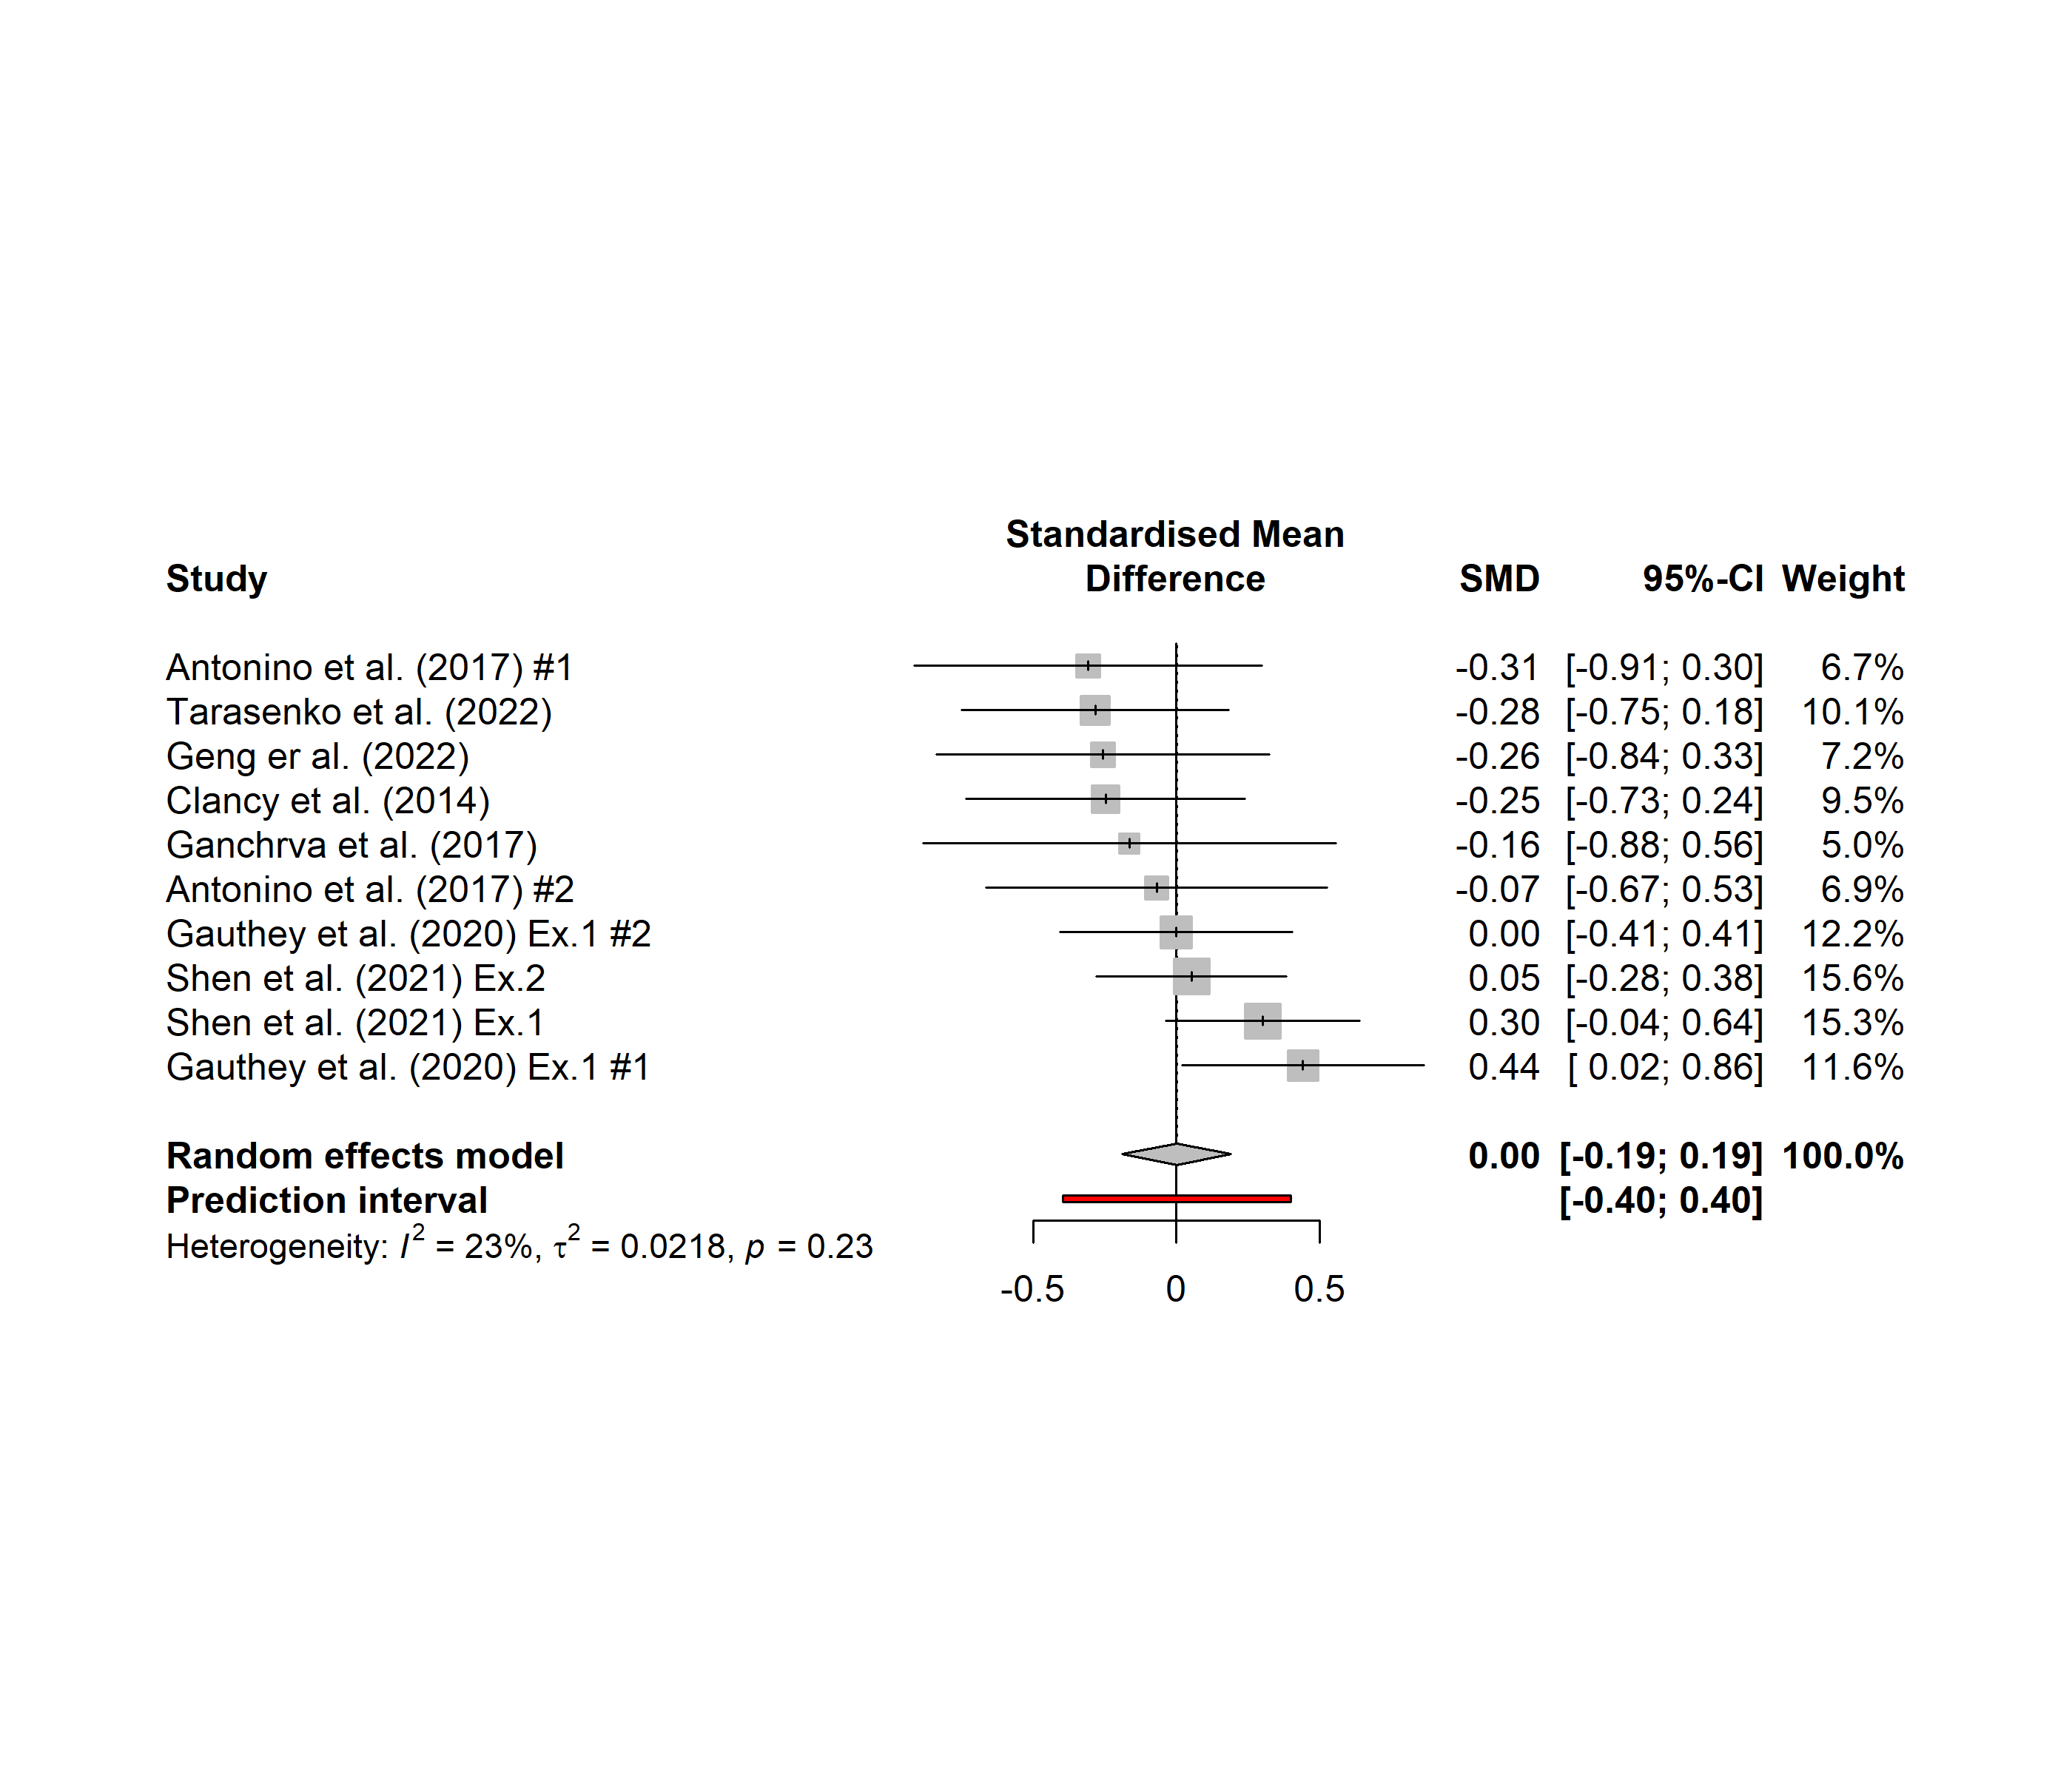 Standardised Mean
Study Difference SMD 95%-CI Weight
Antonino et al. (2017) #1 -0.31 [-0.91; 0.30] 6.7%
Tarasenko et al. (2022) -0.28 [-0.75; 0.18] 10.1%
Geng er al. (2022) -0.26 [-0.84; 0.33] 7.2%
Clancy et al. (2014) -0.25 [-0.73; 0.24] 9.5%
Ganchrva et al. (2017) -0.16 [-0.88; 0.56] 5.0%
Antonino et al. (2017) #2 -0.07 [-0.67; 0.53] 6.9%
Gauthey et al. (2020) Ex.1 #2 0.00 [-0.41; 0.41] 12.2%
Shen et al. (2021) Ex.2 0.05 [-0.28; 0.38] 15.6%
Shen et al. (2021) Ex.1 0.30 [-0.04; 0.64] 15.3%
Gauthey et al. (2020) Ex.1 #1 0.44 [ 0.02; 0.86] 11.6%
Random effects model 0.00 [-0.19; 0.19] 100.0%
Prediction interval [-0.40; 0.40]
Heterogeneity: I² = 23%, τ² = 0.0218, p = 0.23
-0.5 0 0.5